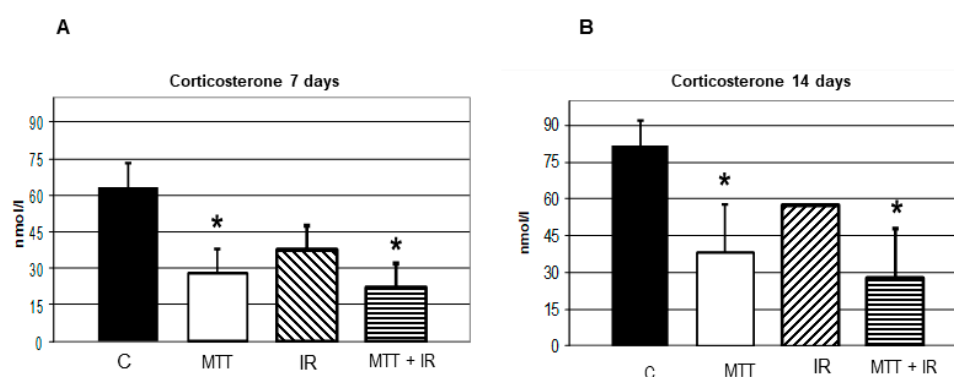 A
B
Corticosterone 7 days
90
75
60
45
30
15
0
nmol/l
*
*
C
MTT
IR
MTT + IR
Corticosterone 14 days
90
75
60
45
30
15
0
nmol/l
*
*
C
MTT
IR
MTT + IR